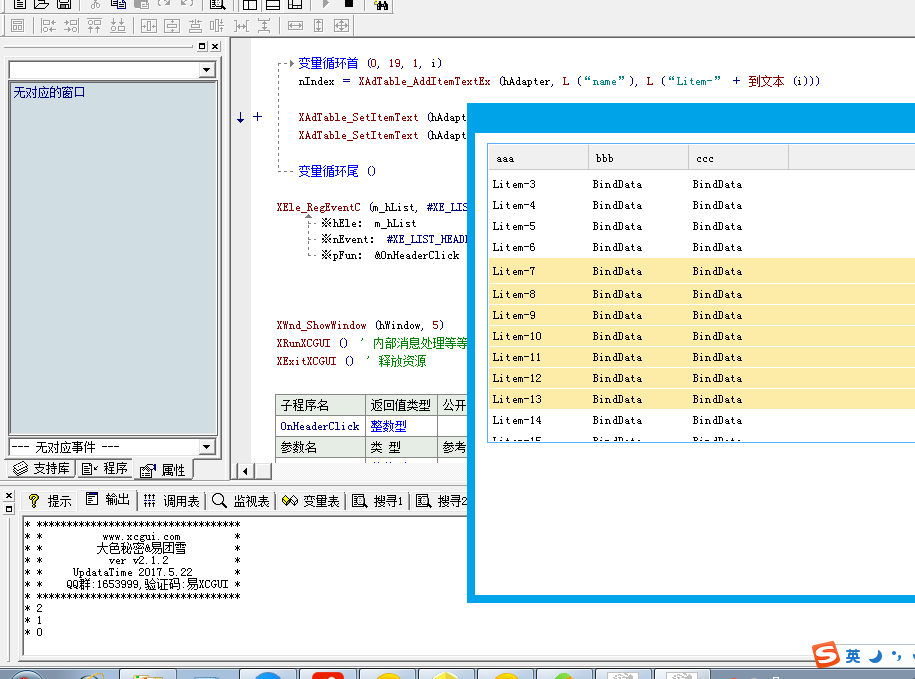 变量循环首 (0, 19, 1, i)
nIndex = XAdTable_AddItemTextEx (hAdapter, L (“name”), L (“Litem-” + 到文本 (i)))
XAdTable_SetItemText (hAdapt
XAdTable_SetItemText (hAdapt
变量循环尾 ()
XEle_RegEventC (m_hList, #XE_LIS
※hEle: m_hList
※nEvent: #XE_LIST_HEAD
※pFun: &OnHeaderClick
XWnd_ShowWindow (hWindow, 5)
XRunXCGUI () ' 内部消息处理等等
XExitXCGUI () ' 释放资源
子程序名 返回值类型 公开
OnHeaderClick 整数型
参数名 类 型 参考
无对应的窗口
--- 无对应事件 ---
支持库 程序 属性
aaa bbb ccc
Litem-3 BindData BindData
Litem-4 BindData BindData
Litem-5 BindData BindData
Litem-6 BindData BindData
Litem-7 BindData BindData
Litem-8 BindData BindData
Litem-9 BindData BindData
Litem-10 BindData BindData
Litem-11 BindData BindData
Litem-12 BindData BindData
Litem-13 BindData BindData
Litem-14 BindData BindData
Litem-15 BindData BindData
提示 输出 调用表 监视表 变量表 搜寻1 搜寻2
* **********************************
* * www.xcgui.com *
* * 大色秘密&易团雪 *
* * ver v2.1.2 *
* * UpdataTime 2017.5.22 *
* * QQ群:1653999,验证码:易XCGUI *
* **********************************
* 2
* 1
* 0
S 英